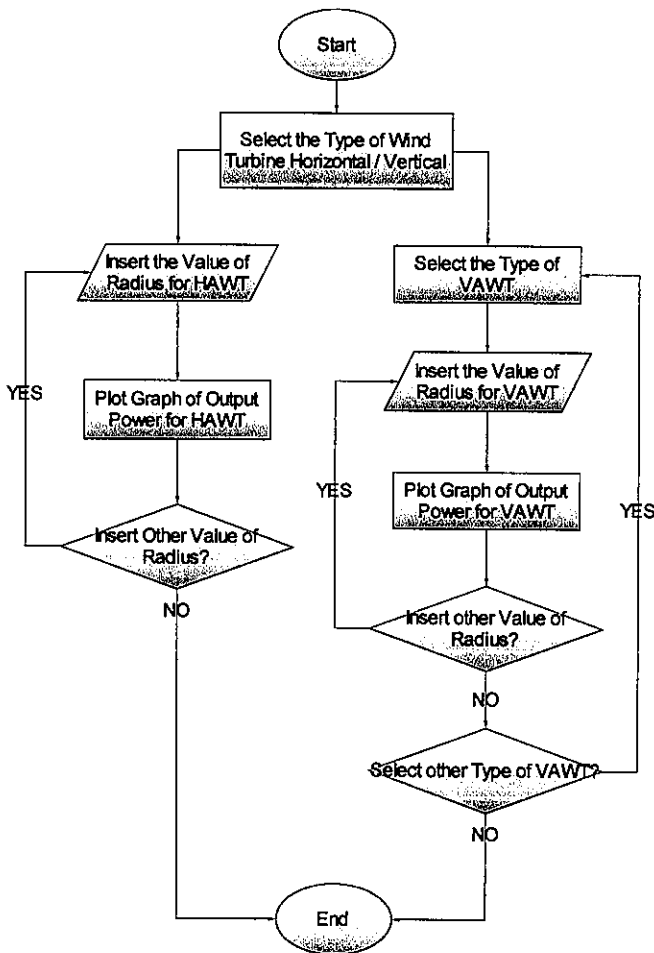 Start
Select the Type of Wind
Turbine Horizontal / Vertical
Insert the Value of
Radius for HAWT
Select the Type of
VAWT
Insert the Value of
Radius for VAWT
YES
Plot Graph of Output
Power for HAWT
YES
Plot Graph of Output
Power for VAWT
YES
Insert Other Value of
Radius?
NO
Insert other Value of
Radius?
NO
Select other Type of VAWT?
NO
End